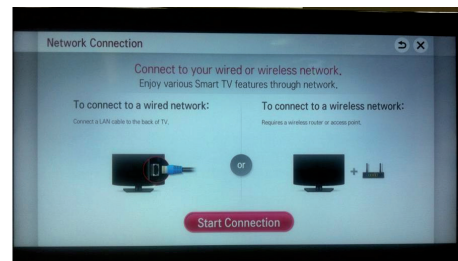 Network Connection
Connect to your wired or wireless network.
Enjoy various Smart TV features through network.
To connect to a wired network:
Connect a LAN cable to the back of TV.
or
To connect to a wireless network:
Requires a wireless router or access point.
+
Start Connection